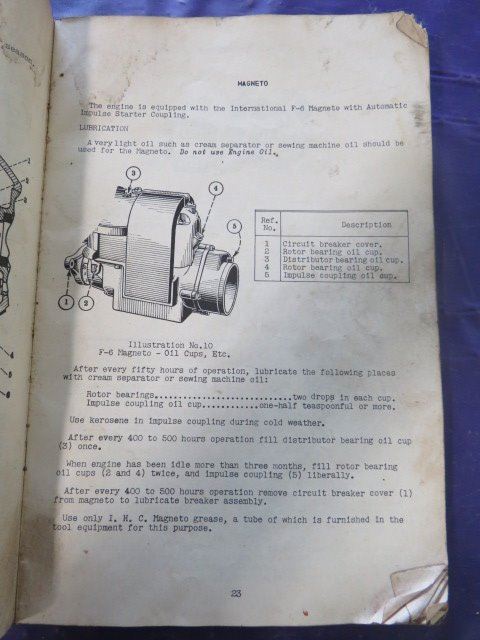 season
MAGNETO
The engine is equipped with the International F-6 Magneto with Automatic
Impulse Starter Coupling.
LUBRICATION
A very light oil such as cream separator or sewing machine oil should be
used for the Magneto. Do not use Engine Oil.
3
4
5
1
2
Ref. No. Description
1 Circuit breaker cover.
2 Rotor bearing oil cup.
3 Distributor bearing oil cup.
4 Rotor bearing oil cup.
5 Impulse coupling oil cup.
Illustration No.10
F-6 Magneto - Oil Cups, Etc.
After every fifty hours of operation, lubricate the following places
with cream separator or sewing machine oil:
Rotor bearings............................two drops in each cup.
Impulse coupling oil cup............one-half teaspoonful or more.
Use kerosene in impulse coupling during cold weather.
After every 400 to 500 hours operation fill distributor bearing oil cup
(3) once.
When engine has been idle more than three months, fill rotor bearing
oil cups (2 and 4) twice, and impulse coupling (5) liberally.
After every 400 to 500 hours operation remove circuit breaker cover (1)
from magneto to lubricate breaker assembly.
Use only I. H. C. Magneto grease, a tube of which is furnished in the
tool equipment for this purpose.
23